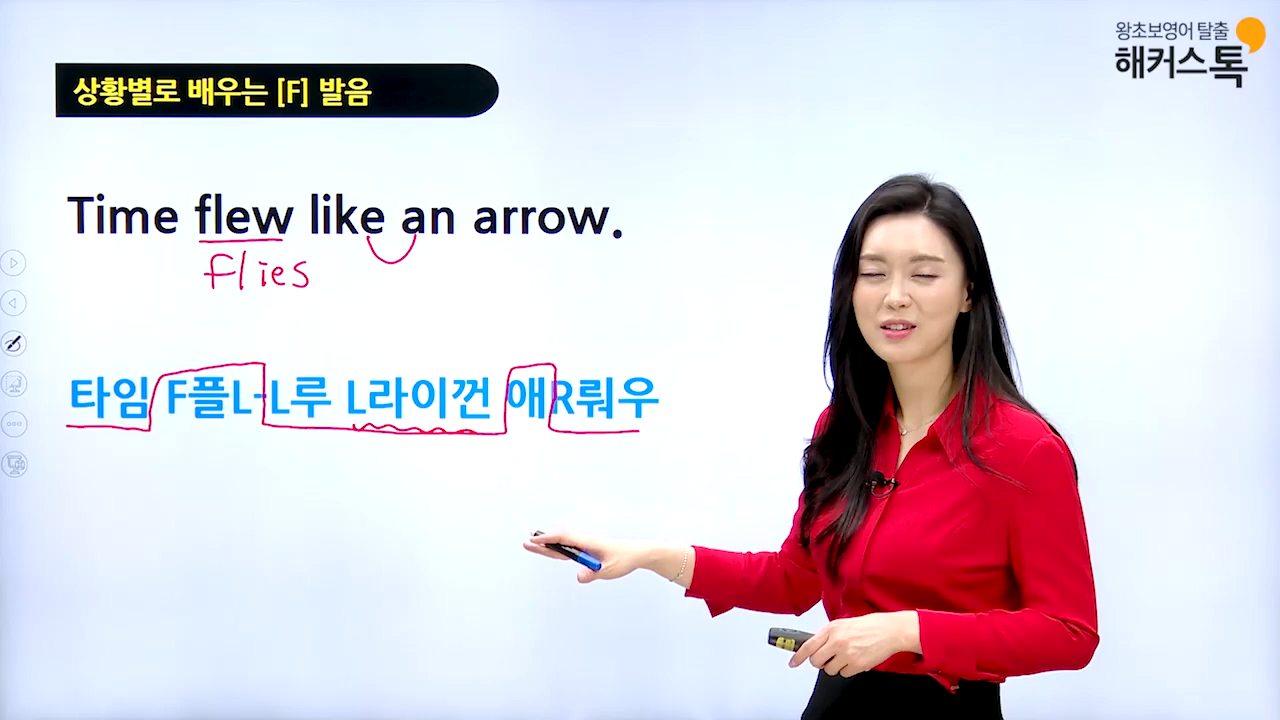 왕초보영어 탈출
해커스톡
상황별로 배우는 [F] 발음
Time flew like an arrow.
Flies
타임 F플L-L루 L라이껀 애R뤄우